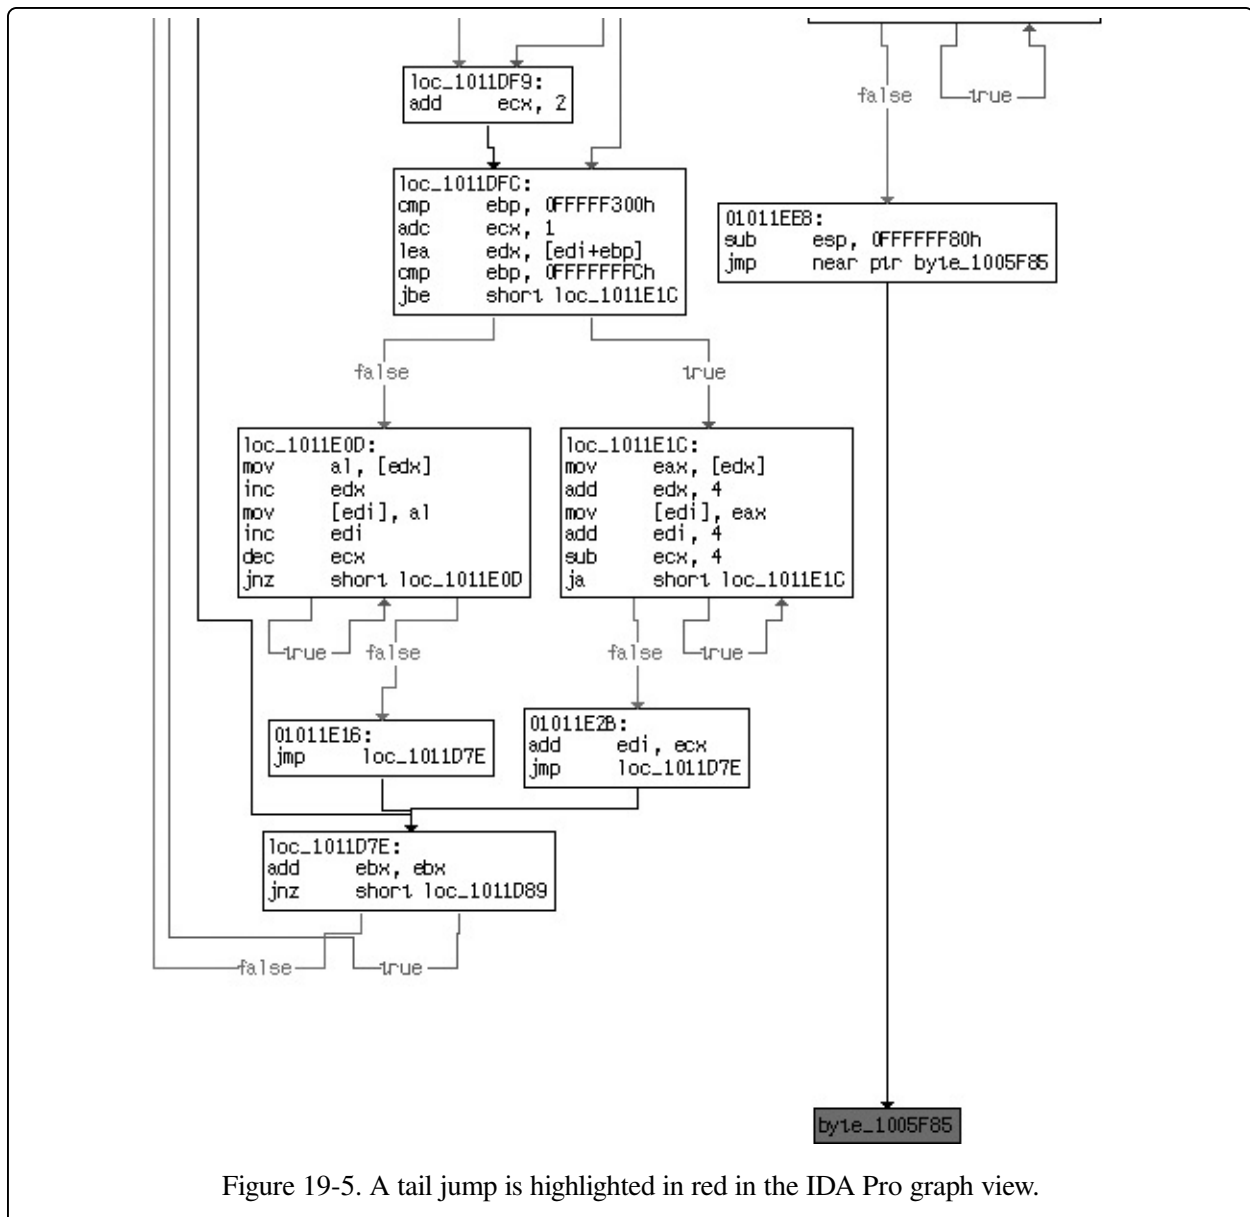 loc_1011DF9:
add ecx, 2
false
true
loc_1011DFC:
cmp ebp, 0FFFFF300h
adc ecx, 1
lea edx, [edi+ebp]
cmp ebp, 0FFFFFFFCh
jbe short loc_1011E1C
01011EE8:
sub esp, 0FFFFFF80h
jmp near ptr byte_1005F85
false
true
loc_1011E0D:
mov al, [edx]
inc edx
mov [edi], al
inc edi
dec ecx
jnz short loc_1011E0D
loc_1011E1C:
mov eax, [edx]
add edx, 4
mov [edi], eax
add edi, 4
sub ecx, 4
ja short loc_1011E1C
true
false
false
true
01011E16:
jmp loc_1011D7E
01011E2B:
add edi, ecx
jmp loc_1011D7E
loc_1011D7E:
add ebx, ebx
jnz short loc_1011D89
false
true
byte_1005F85
Figure 19-5. A tail jump is highlighted in red in the IDA Pro graph view.